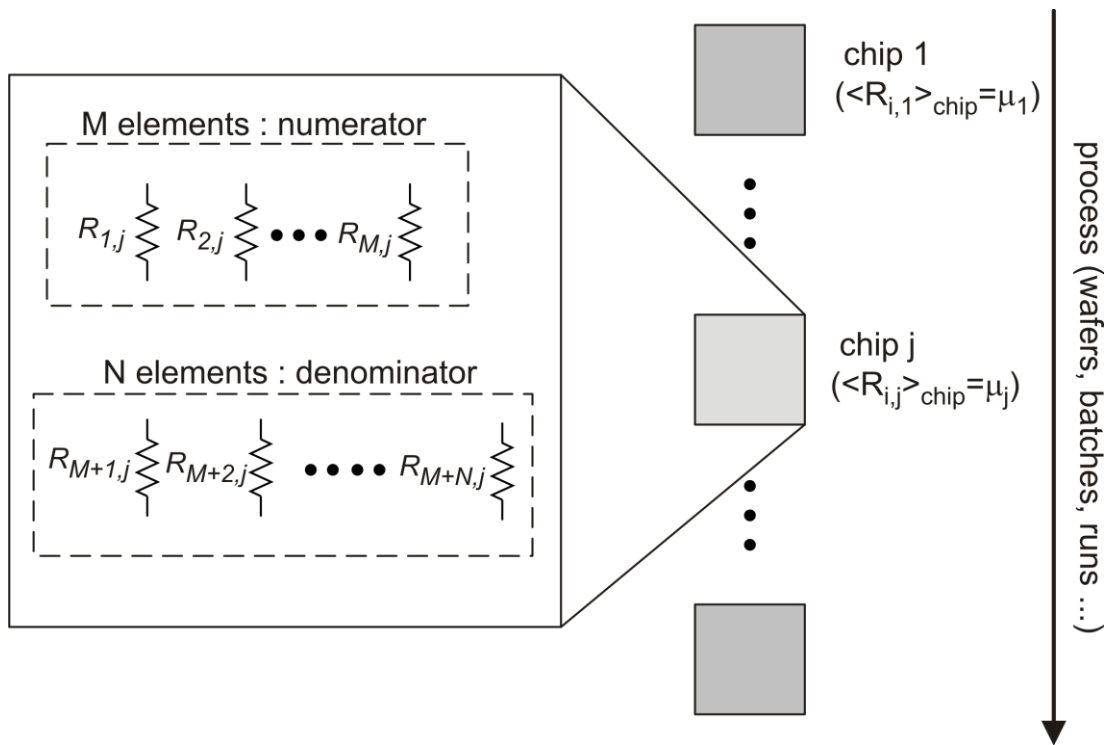 M elements : numerator
R1,j R2,j ••• RM,j
N elements : denominator
RM+1,j RM+2,j •••• RM+N,j
chip 1
(<Ri,1>chip=μ1)
chip j
(<Ri,j>chip=μj)
process (wafers, batches, runs ...)